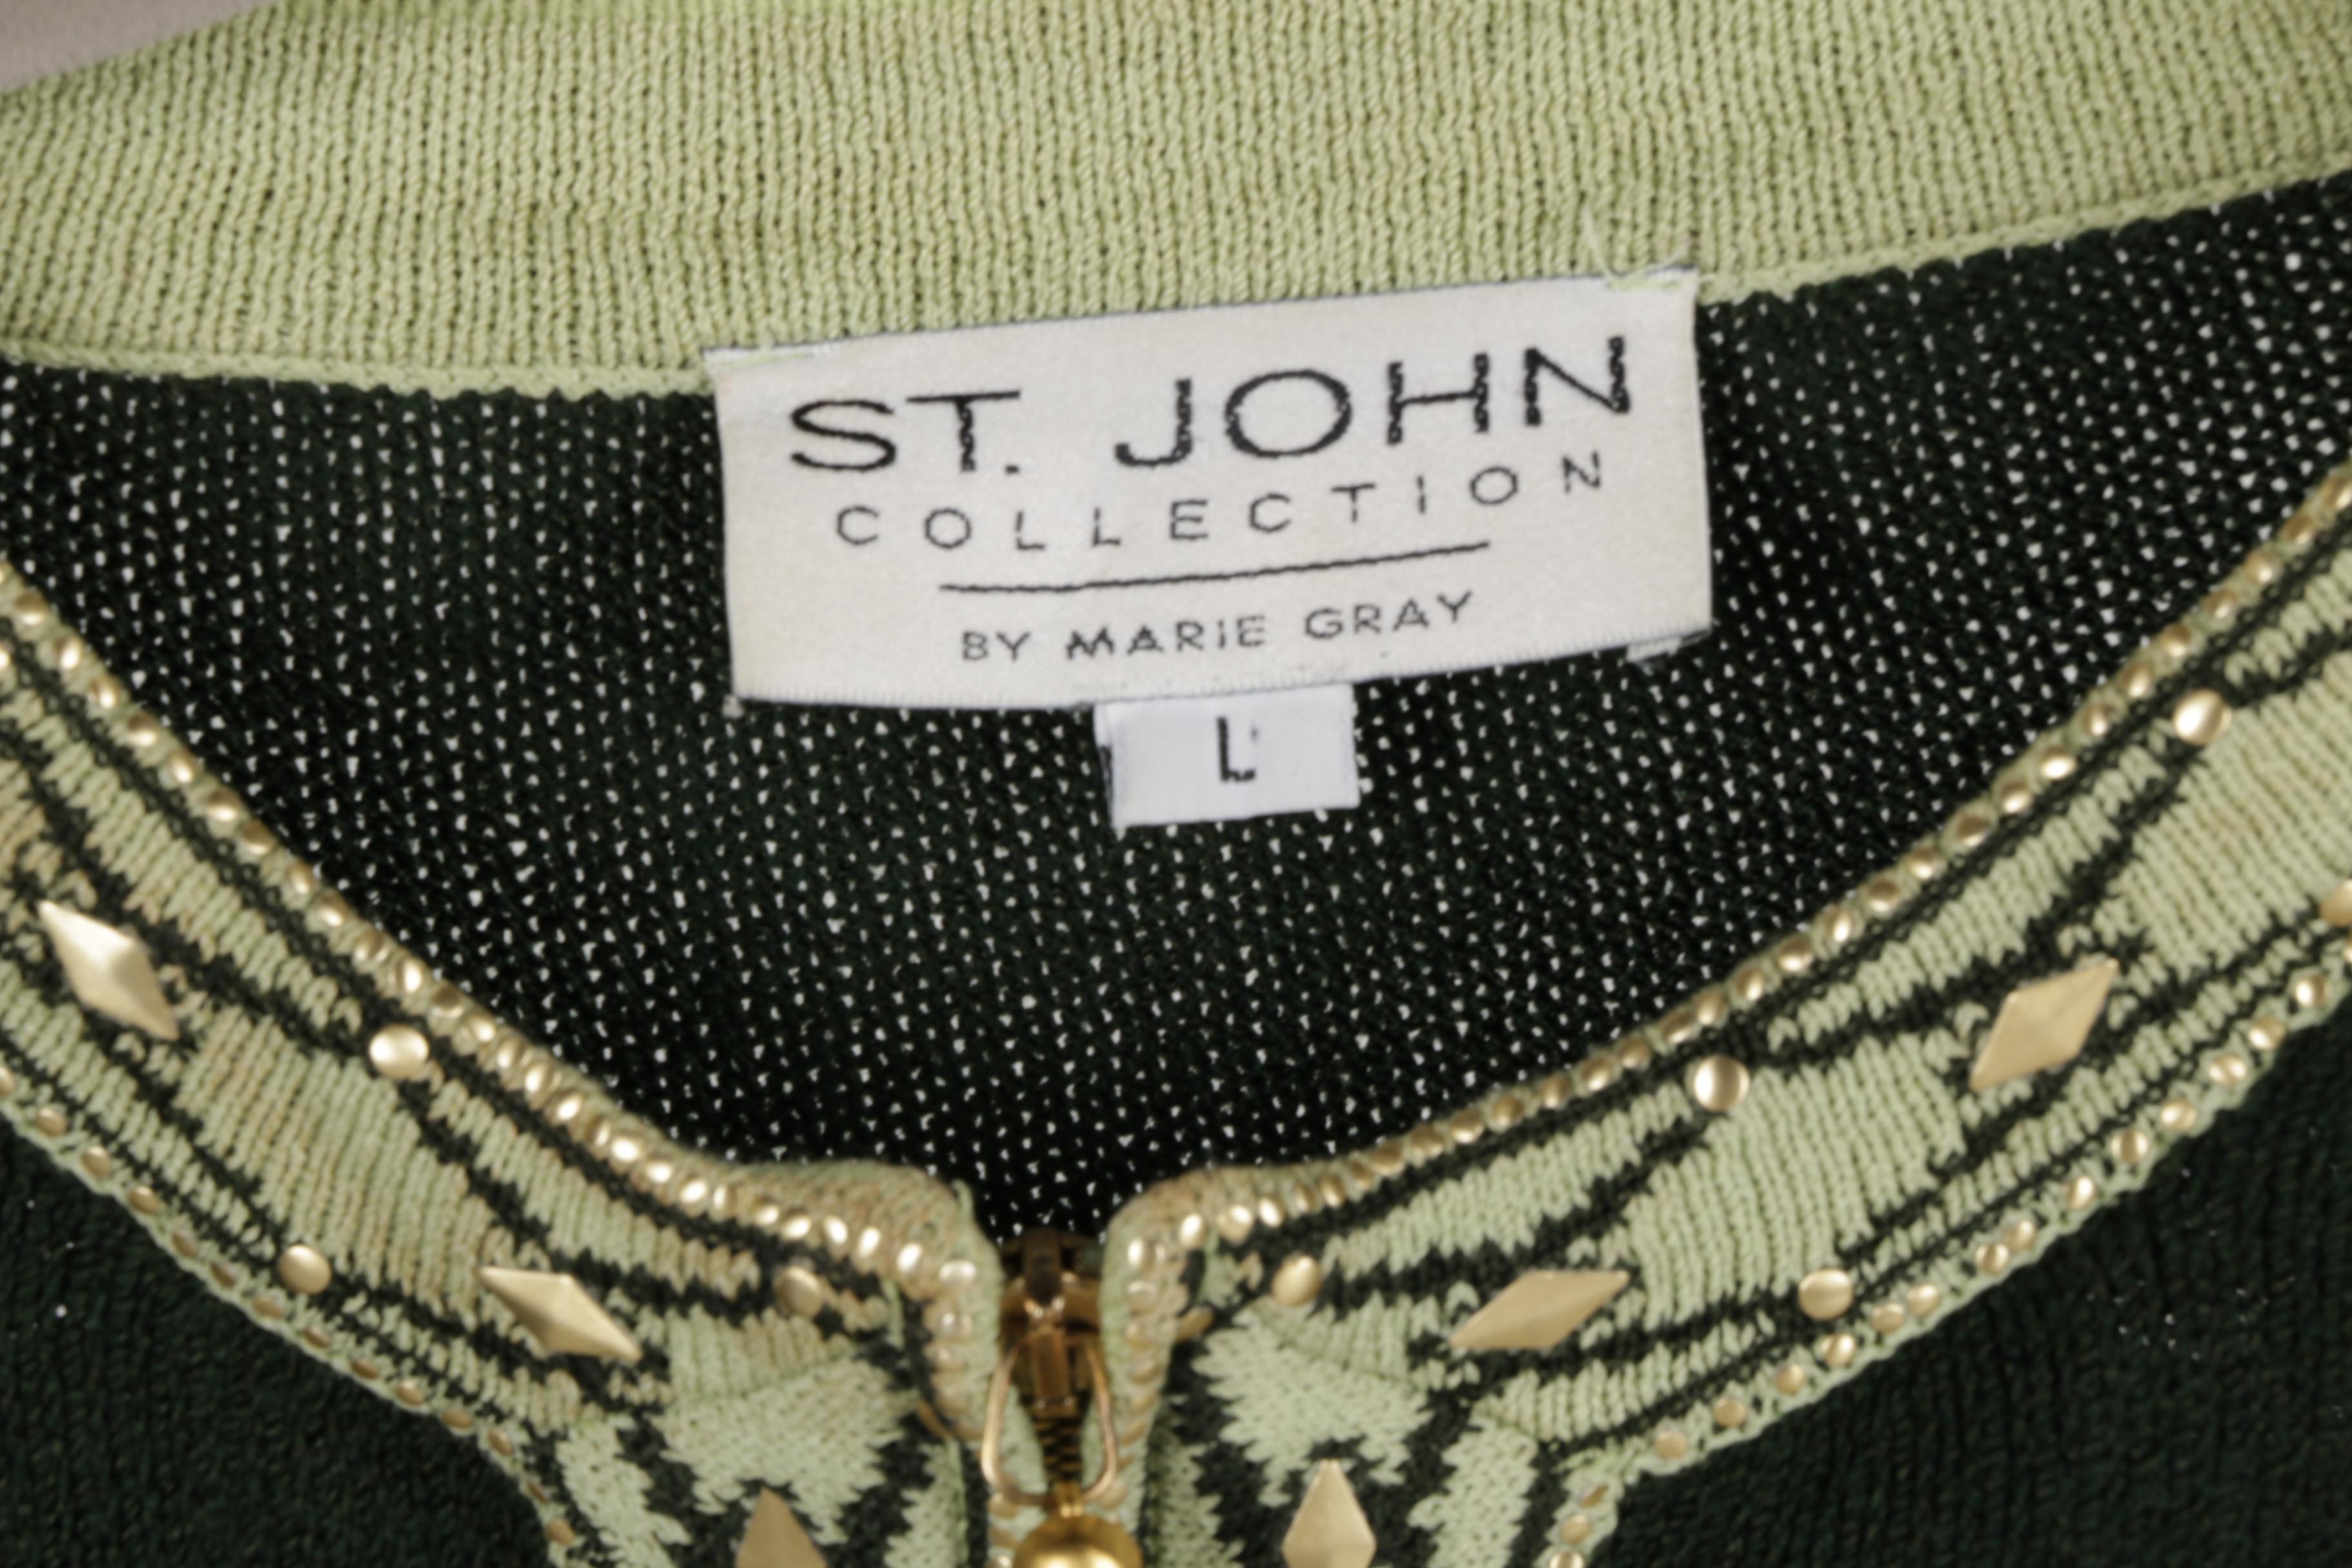 ST. JOHN
COLLECTION
BY MARIE GRAY
L